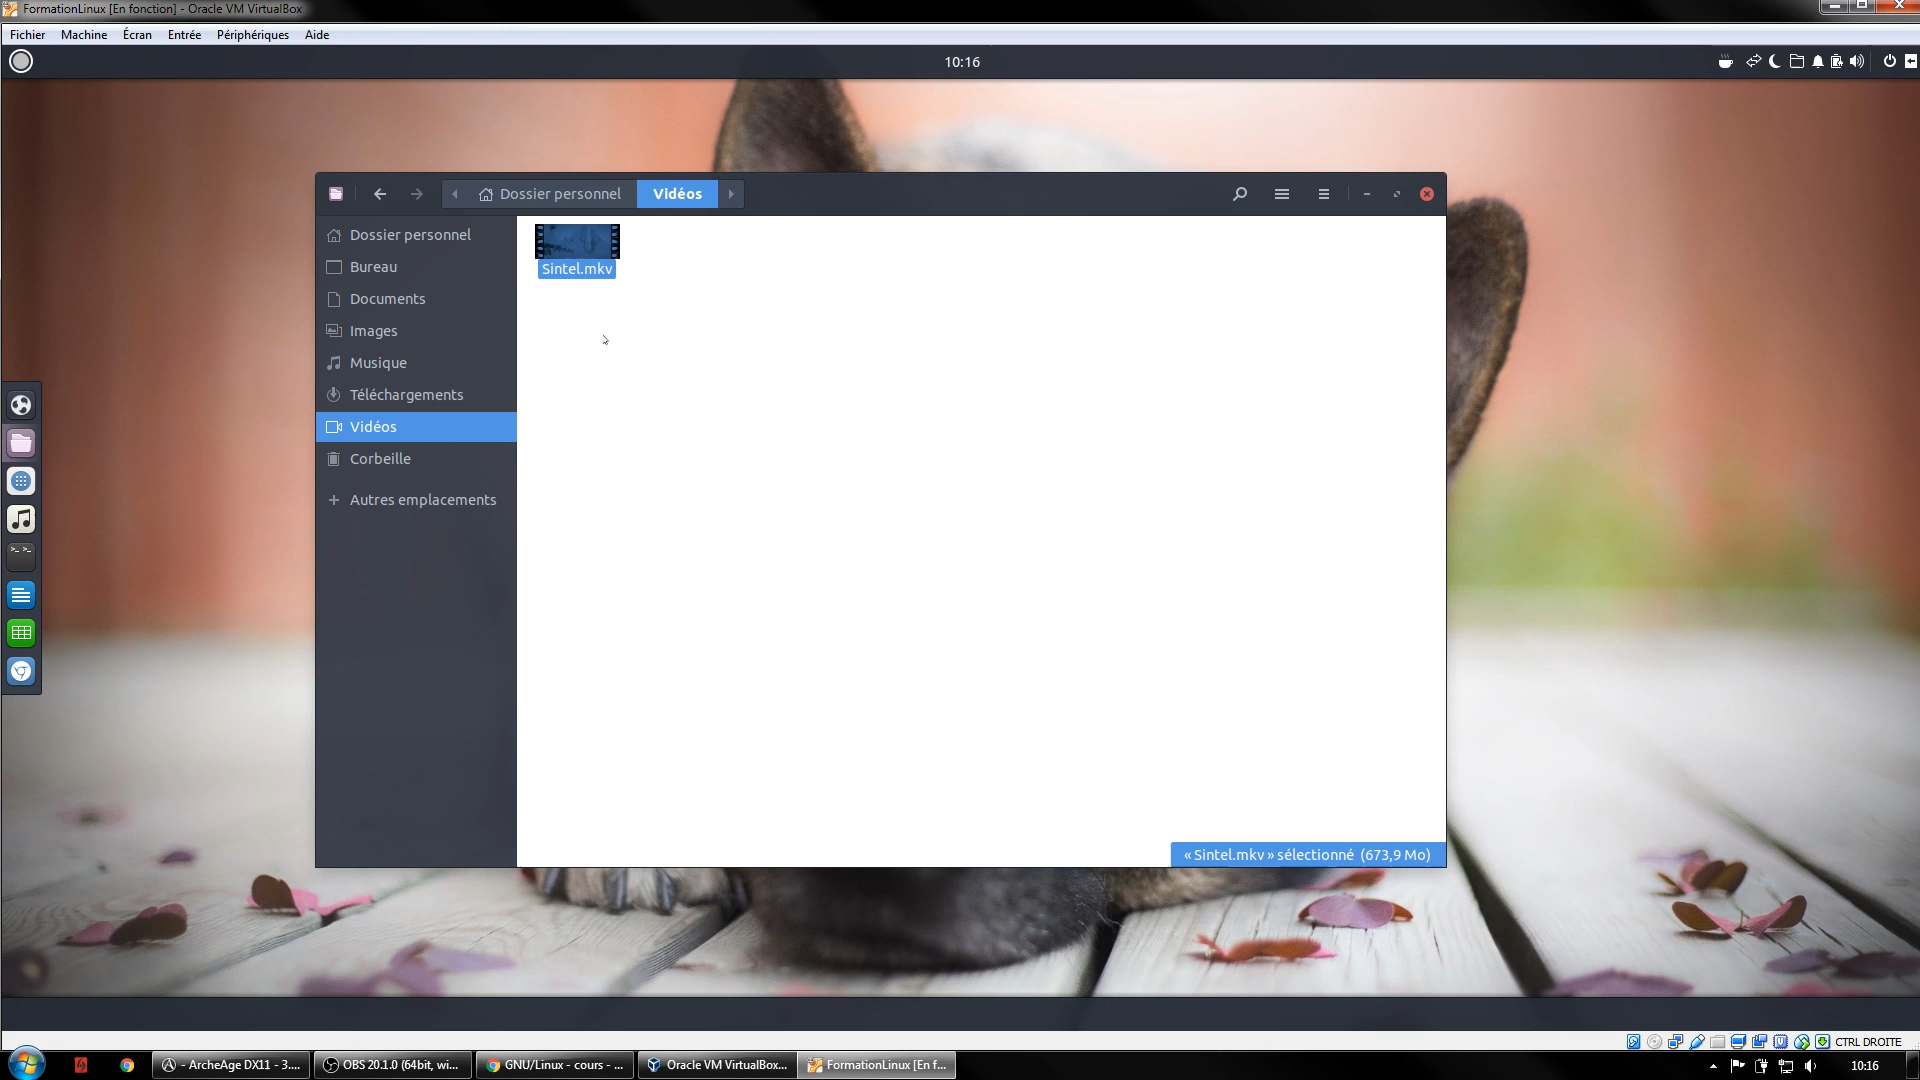 FormationLinux [En fonction] - Oracle VM VirtualBox
Fichier Machine Écran Entrée Périphériques Aide
10:16
Dossier personnel Vidéos
Dossier personnel
Bureau
Documents
Images
Musique
Téléchargements
Vidéos
Corbeille
Autres emplacements
Sintel.mkv
« Sintel.mkv » sélectionné (673,9 Mo)
CTRL DROITE
- ArcheAge DX11 - 3.... OBS 20.1.0 (64bit, wi... GNU/Linux - cours - ... Oracle VM VirtualBox... FormationLinux [En f... 10:16